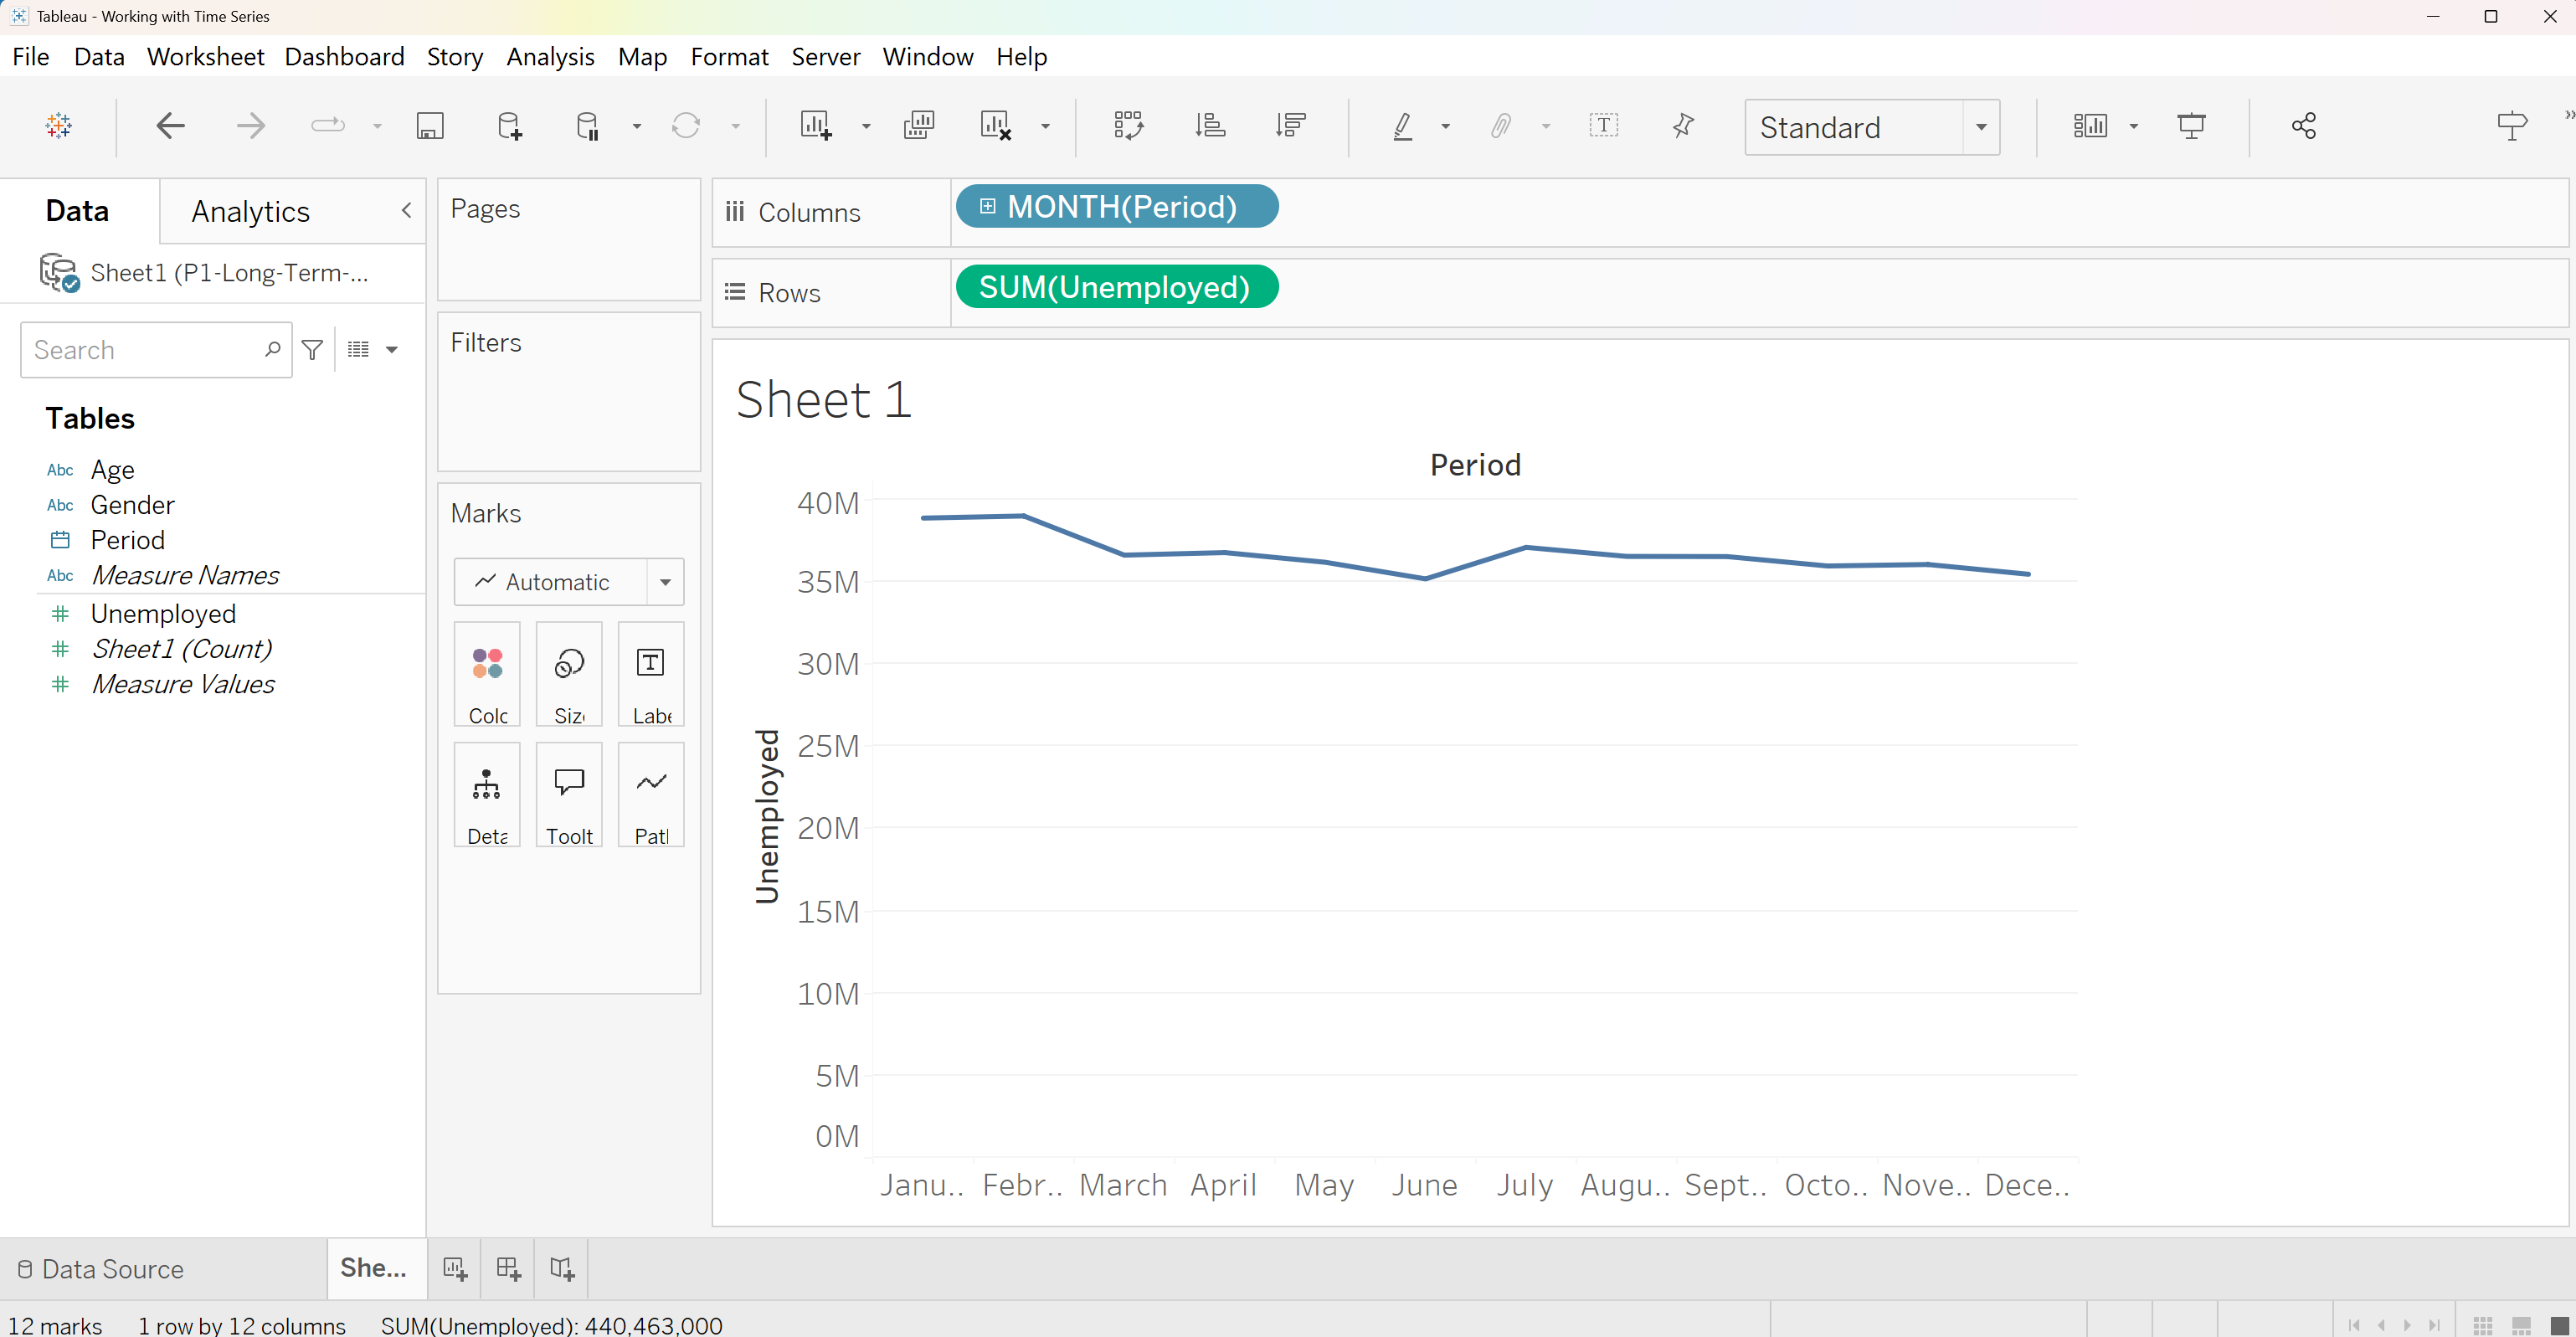 Tableau - Working with Time Series
File Data Worksheet Dashboard Story Analysis Map Format Server Window Help
Standard
Data
Analytics
Sheet1 (P1-Long-Term-...
Search
Tables
Abc Age
Abc Gender
Period
Abc Measure Names
Unemployed
Sheet1 (Count)
Measure Values
Pages
Filters
Marks
Automatic
Colc
Siz
Labe
Deta
Toolt
Patl
Columns
MONTH(Period)
Rows
SUM(Unemployed)
Sheet 1
Period
Unemployed
40M
35M
30M
25M
20M
15M
10M
5M
0M
Janu.. Febr.. March April May June July Augu.. Sept.. Octo.. Nove.. Dece..
Data Source
She...
12 marks 1 row by 12 columns SUM(Unemployed): 440,463,000